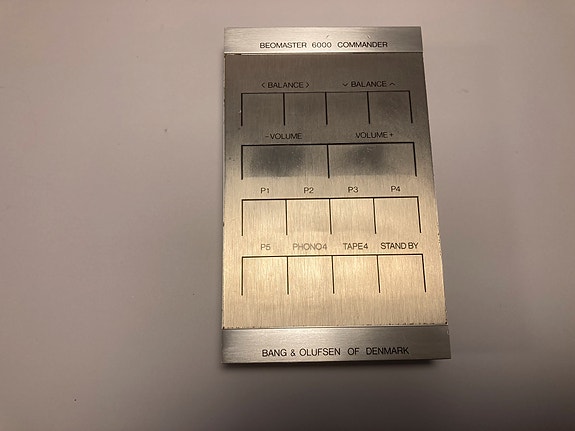 BEOMASTER 6000 COMMANDER
〈 BALANCE 〉 ﹀ BALANCE ︿
- VOLUME VOLUME +
P1 P2 P3 P4
P5 PHONO4 TAPE4 STAND BY
BANG & OLUFSEN OF DENMARK